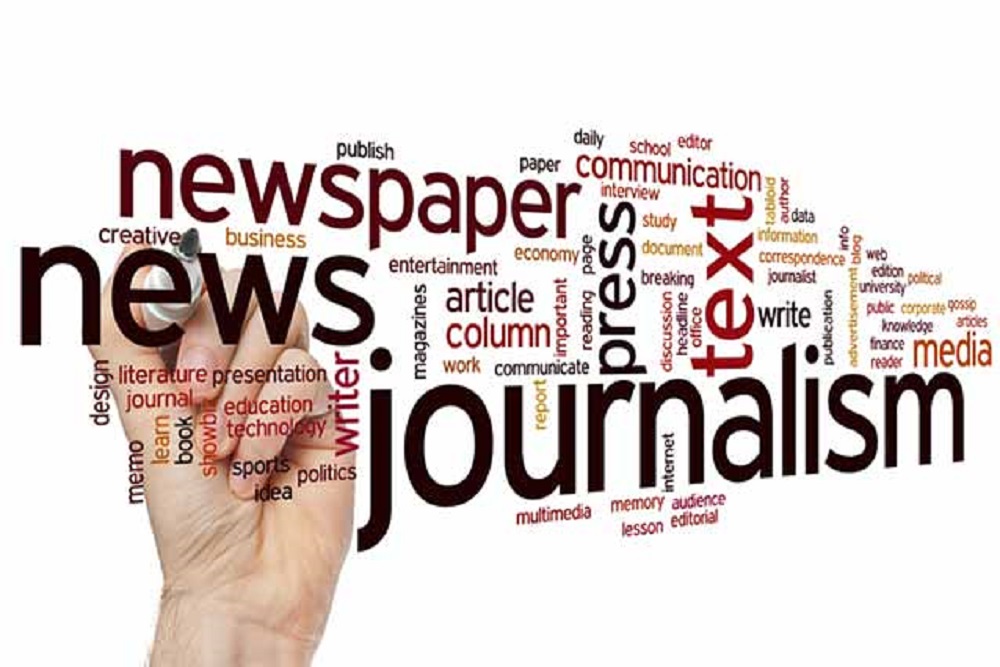 daily
school
editor
publish
paper
communication
newspaper
interview
tabloid
author
press
text
study
data
creative
business
information
info
blog
document
economy
page
correspondence
web
news
entertainment
breaking
journalist
edition
political
university
article
magazines
important
reading
discussion
headline
office
write
publication
advertisement
public
corporate
gossip
column
knowledge
articles
finance
media
work
communicate
reader
design
literature
presentation
writer
journalism
journal
education
report
learn
book
technology
memo
sports
politics
internet
idea
multimedia
memory
audience
lesson
editorial